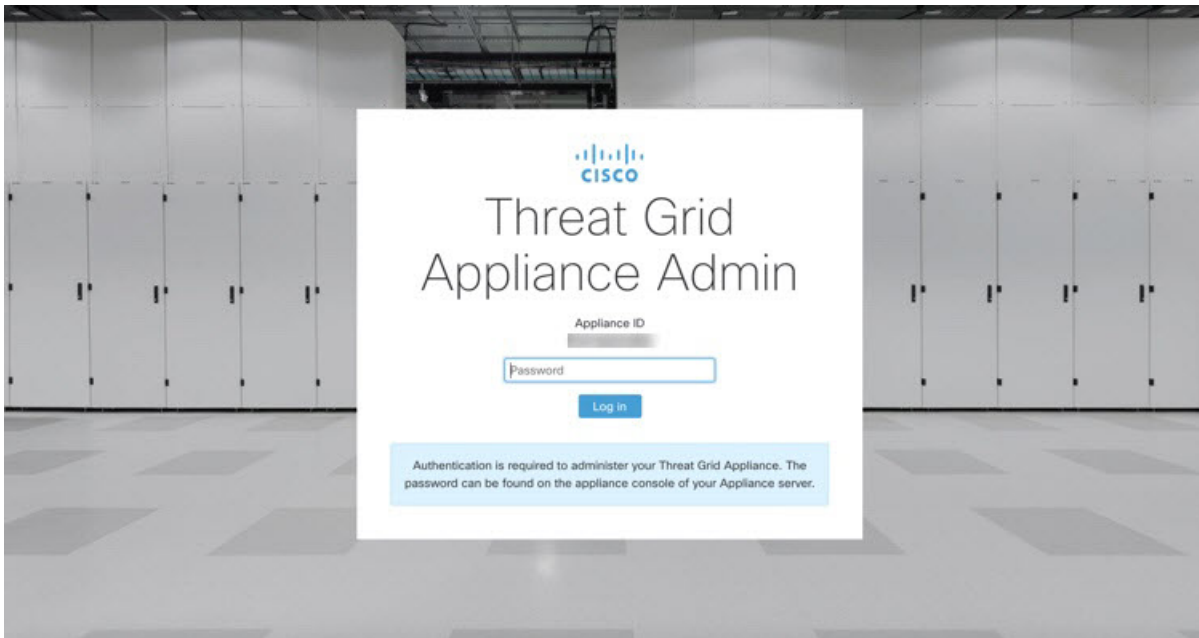 CISCO
Threat Grid
Appliance Admin
Appliance ID
Password
Log in
Authentication is required to administer your Threat Grid Appliance. The
password can be found on the appliance console of your Appliance server.